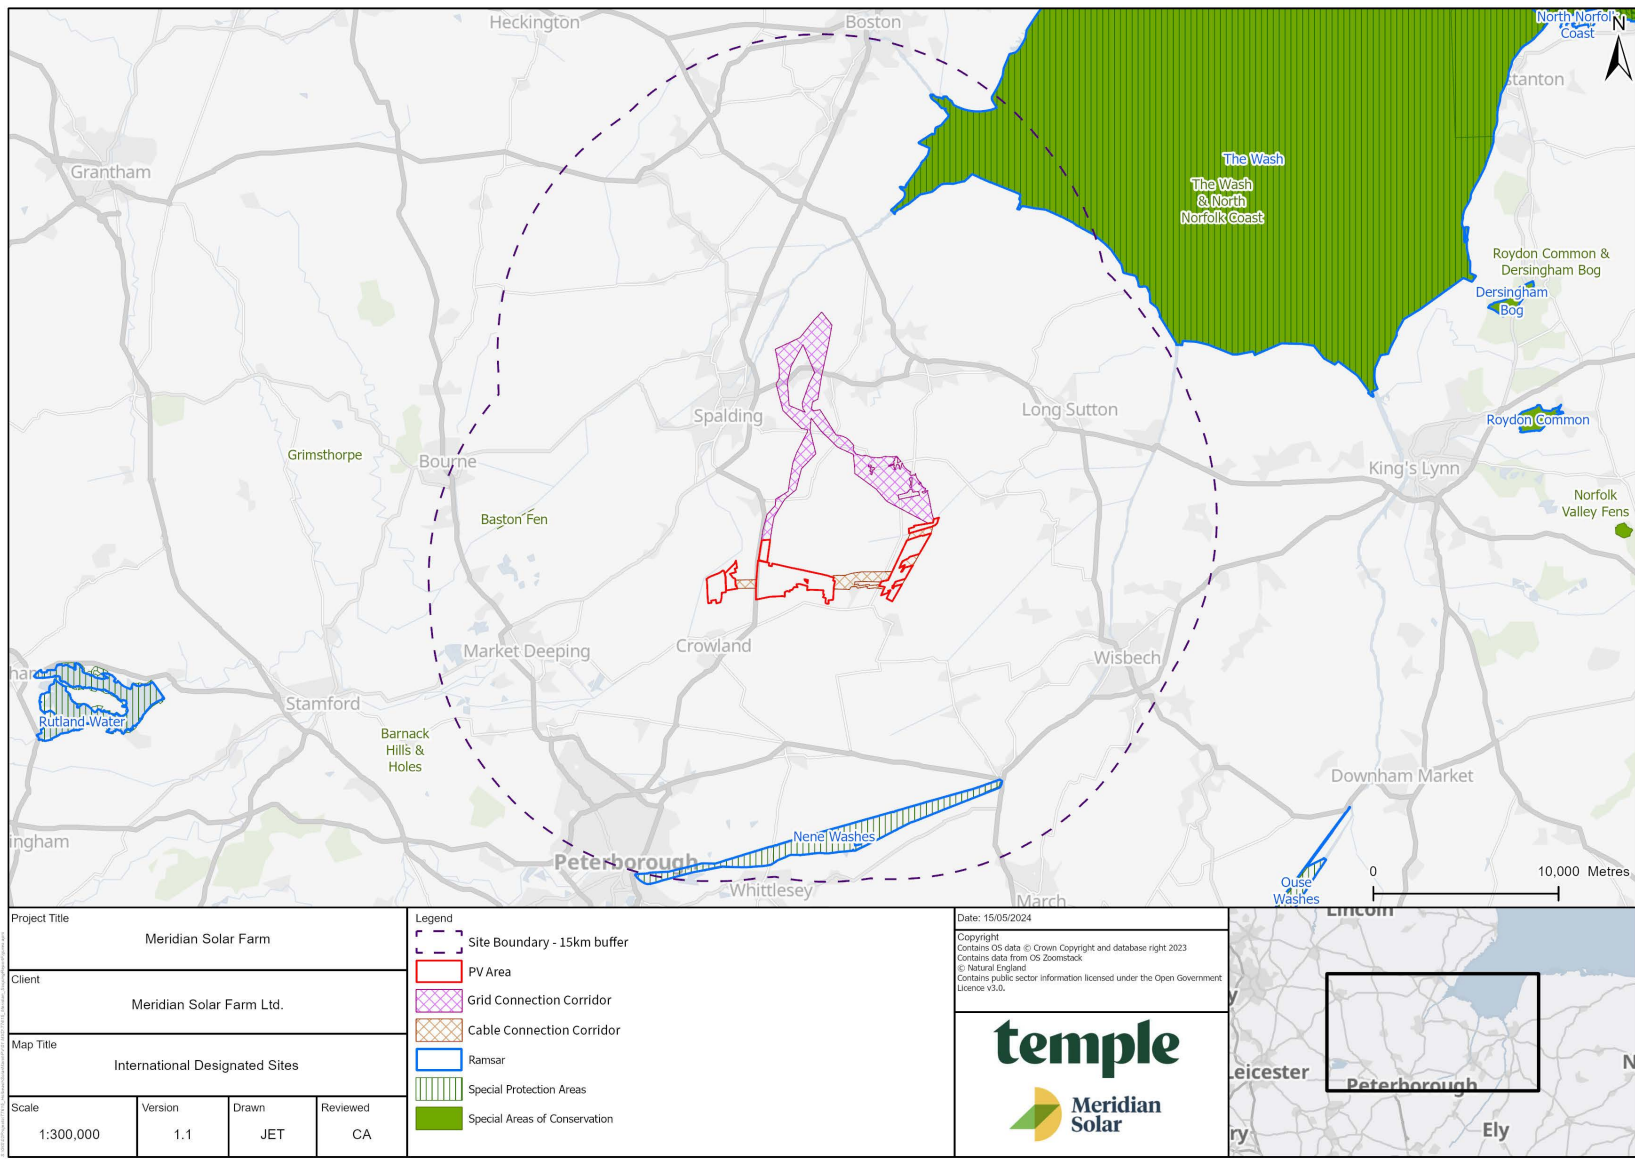 Heckington
Boston
North Norfolk
Coast
N
stanton
Grantham
The Wash
The Wash
& North
Norfolk Coast
Roydon Common &
Dersingham Bog
Dersingham
Bog
Spalding
Long Sutton
Roydon Common
Grimsthorpe
Bourne
King's Lynn
Baston Fen
Norfolk
Valley Fens
Crowland
Market Deeping
Wisbech
ham
Stamford
Rutland Water
Barnack
Hills &
Holes
Downham Market
Nene Washes
ingham
Peterborough
Whittlesey
March
Ouse
Washes
0
10,000 Metres
Project Title
Meridian Solar Farm
Client
Meridian Solar Farm Ltd.
Map Title
International Designated Sites
Scale
1:300,000
Version
1.1
Drawn
JET
Reviewed
CA
Legend
Site Boundary - 15km buffer
PV Area
Grid Connection Corridor
Cable Connection Corridor
Ramsar
Special Protection Areas
Special Areas of Conservation
Date: 15/05/2024
Copyright
Contains OS data © Crown Copyright and database right 2023
Contains data from OS Zoomstack
© Natural England
Contains public sector information licensed under the Open Government
Licence v3.0.
temple
Meridian
Solar
Lincoln
y
Leicester
Peterborough
N
ry
Ely